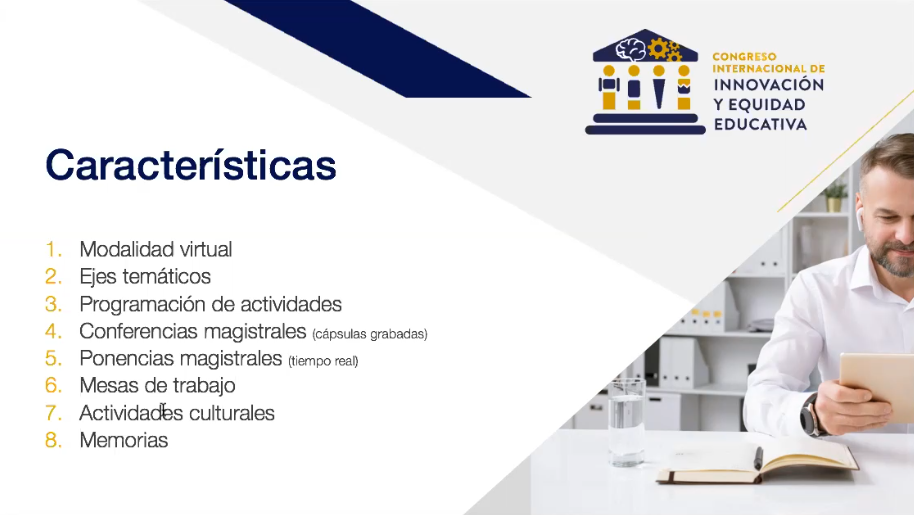 CONGRESO
INTERNACIONAL DE
INNOVACIÓN
Y EQUIDAD
EDUCATIVA
Características
1. Modalidad virtual
2. Ejes temáticos
3. Programación de actividades
4. Conferencias magistrales (cápsulas grabadas)
5. Ponencias magistrales (tiempo real)
6. Mesas de trabajo
7. Actividades culturales
8. Memorias